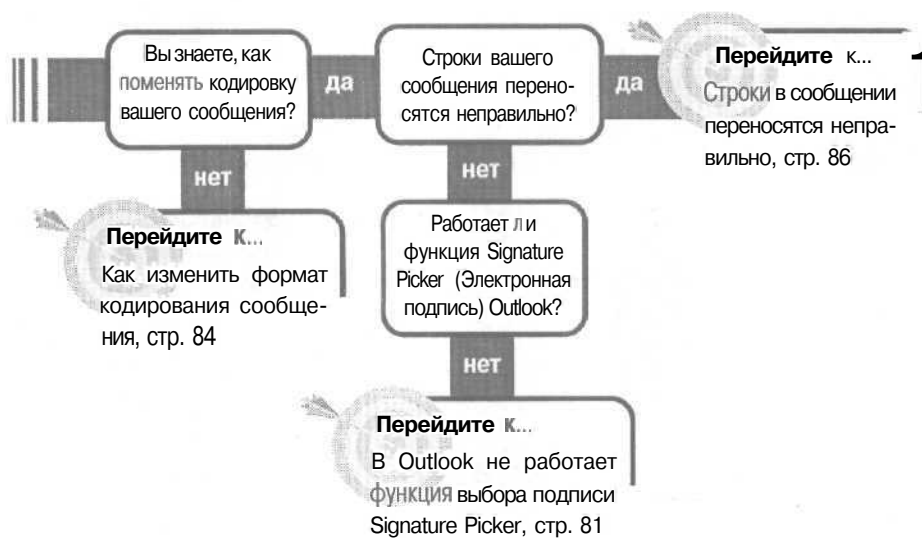 Вы знаете, как
поменять кодировку
вашего сообщения?
да
Строки вашего
сообщения перено-
сятся неправильно?
да
Перейдите к...
Строки в сообщении
переносятся непра-
вильно, стр. 86
нет
Перейдите к...
Как изменить формат
кодирования сообще-
ния, стр. 84
нет
Работает ли
функция Signature
Picker (Электронная
подпись) Outlook?
нет
Перейдите к...
В Outlook не работает
функция выбора подписи
Signature Picker, стр. 81